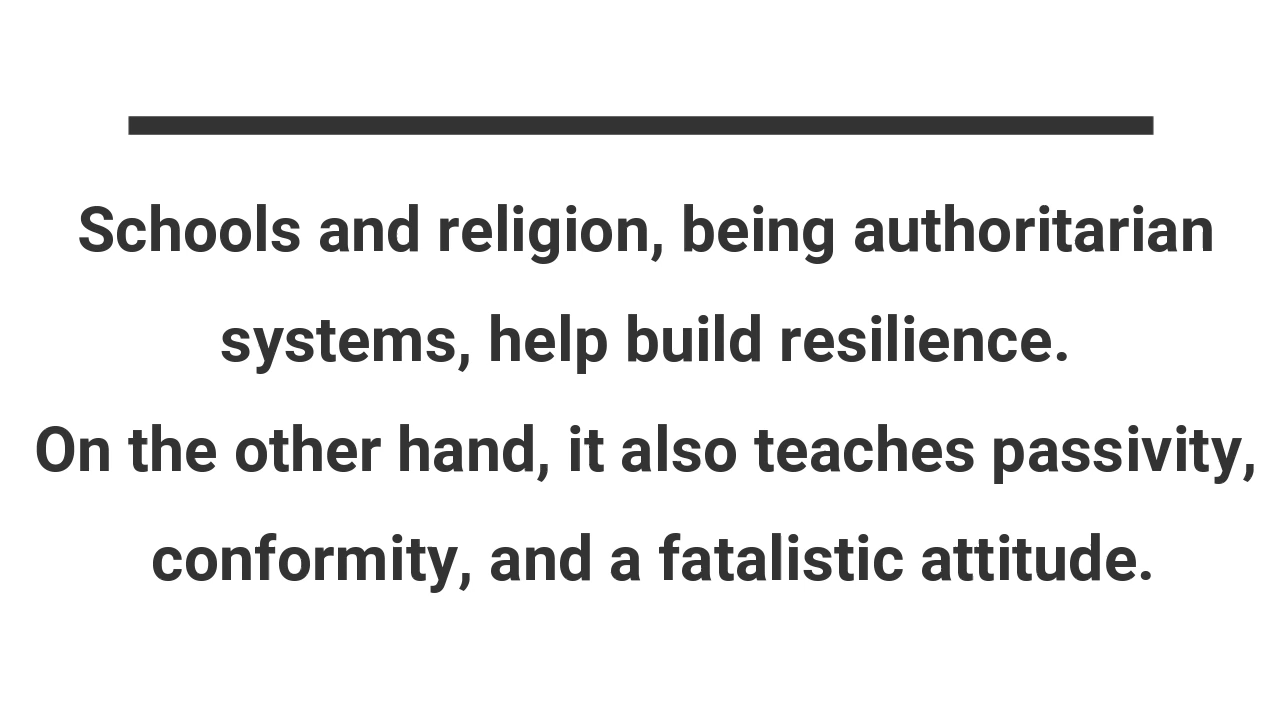 Schools and religion, being authoritarian
systems, help build resilience.
On the other hand, it also teaches passivity,
conformity, and a fatalistic attitude.